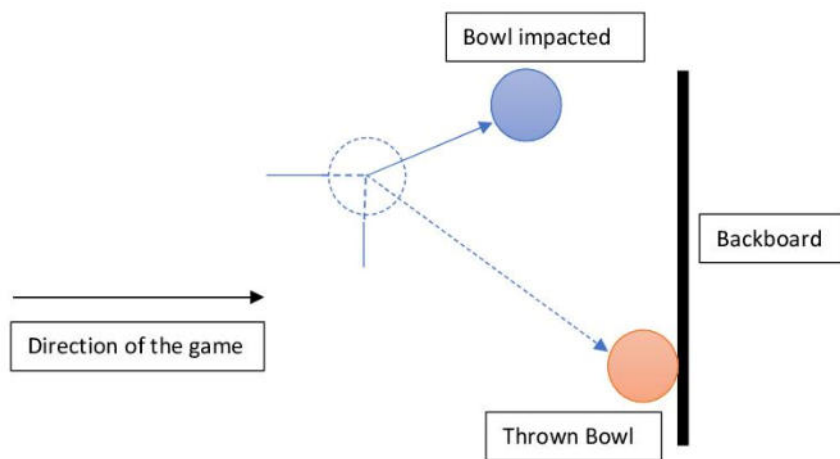 Bowl impacted
Backboard
Direction of the game
Thrown Bowl